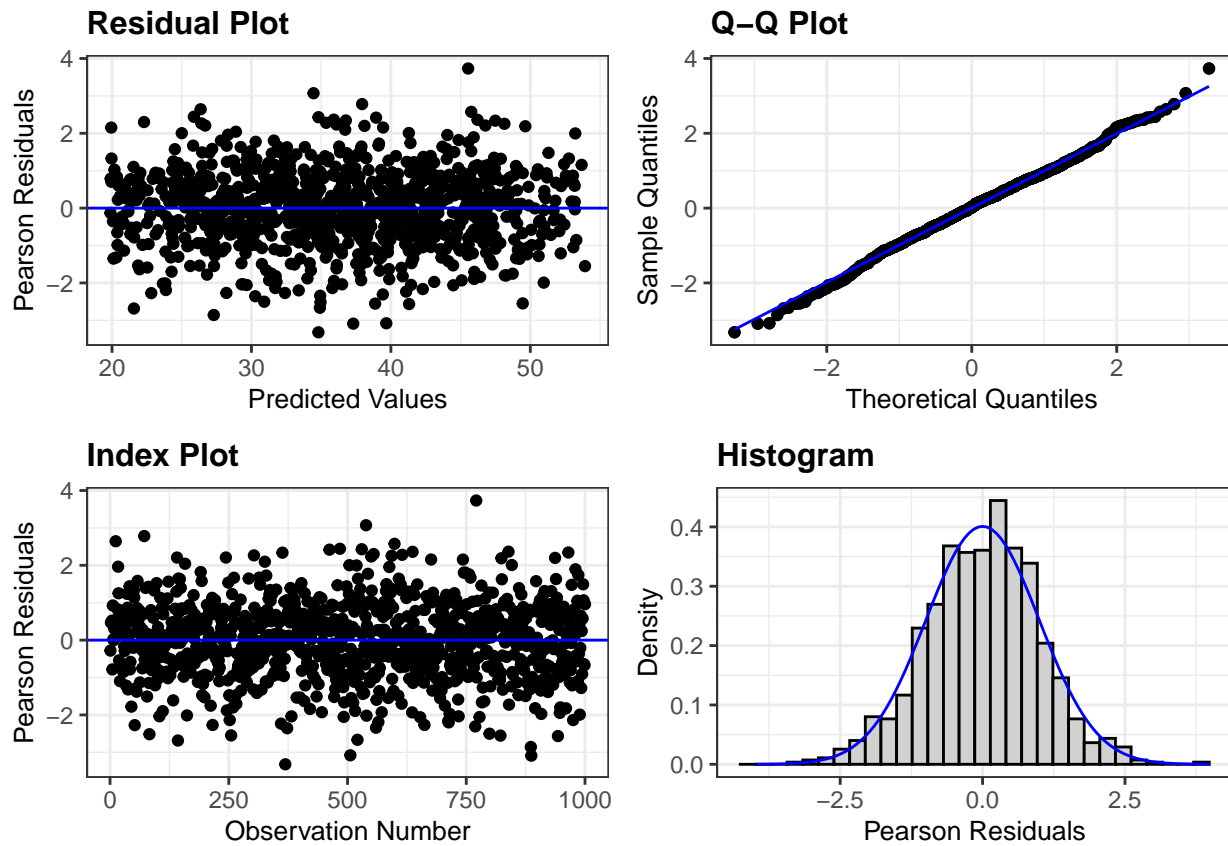 Residual Plot
Pearson Residuals
4
2
0
−2
20 30 40 50
Predicted Values
Q−Q Plot
Sample Quantiles
4
2
0
−2
−2 0 2
Theoretical Quantiles
Index Plot
Pearson Residuals
4
2
0
−2
0 250 500 750 1000
Observation Number
Histogram
Density
0.4
0.3
0.2
0.1
0.0
−2.5 0.0 2.5
Pearson Residuals